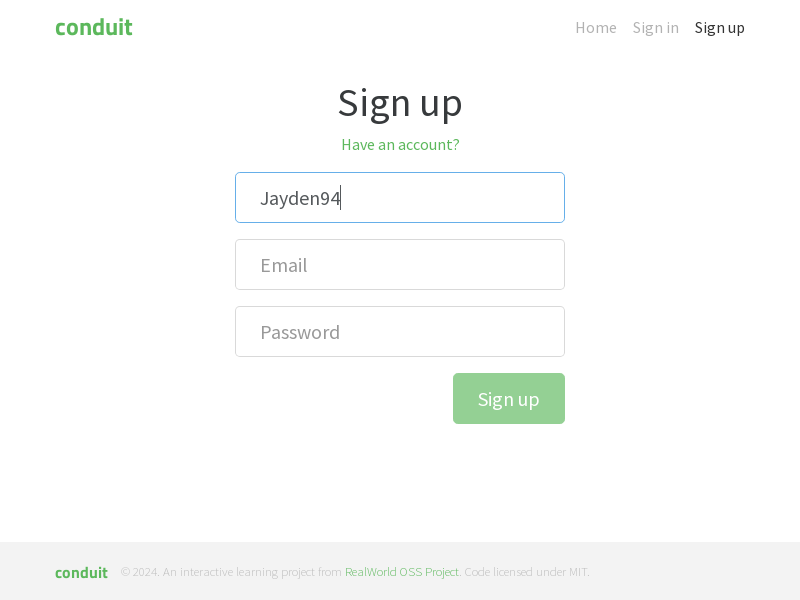 conduit
Home Sign in Sign up
Sign up
Have an account?
Jayden94
Email
Password
Sign up
conduit © 2024. An interactive learning project from RealWorld OSS Project. Code licensed under MIT.